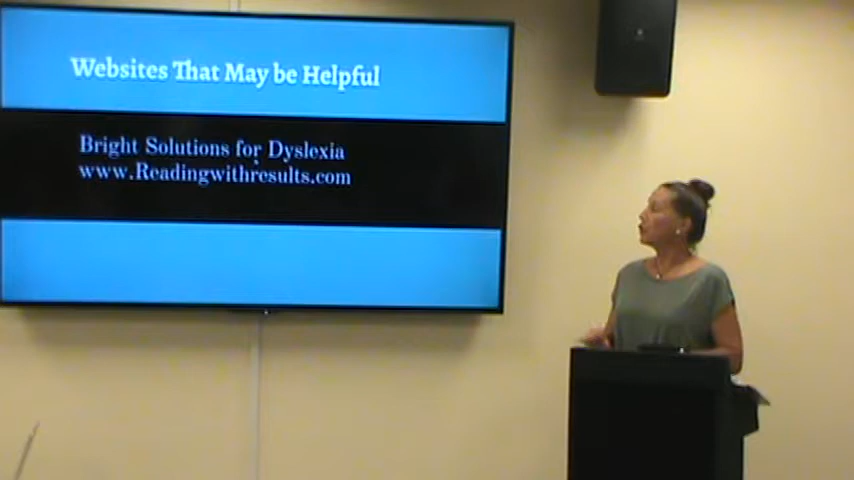 Websites That May be Helpful
Bright Solutions for Dyslexia
www.Readingwithresults.com